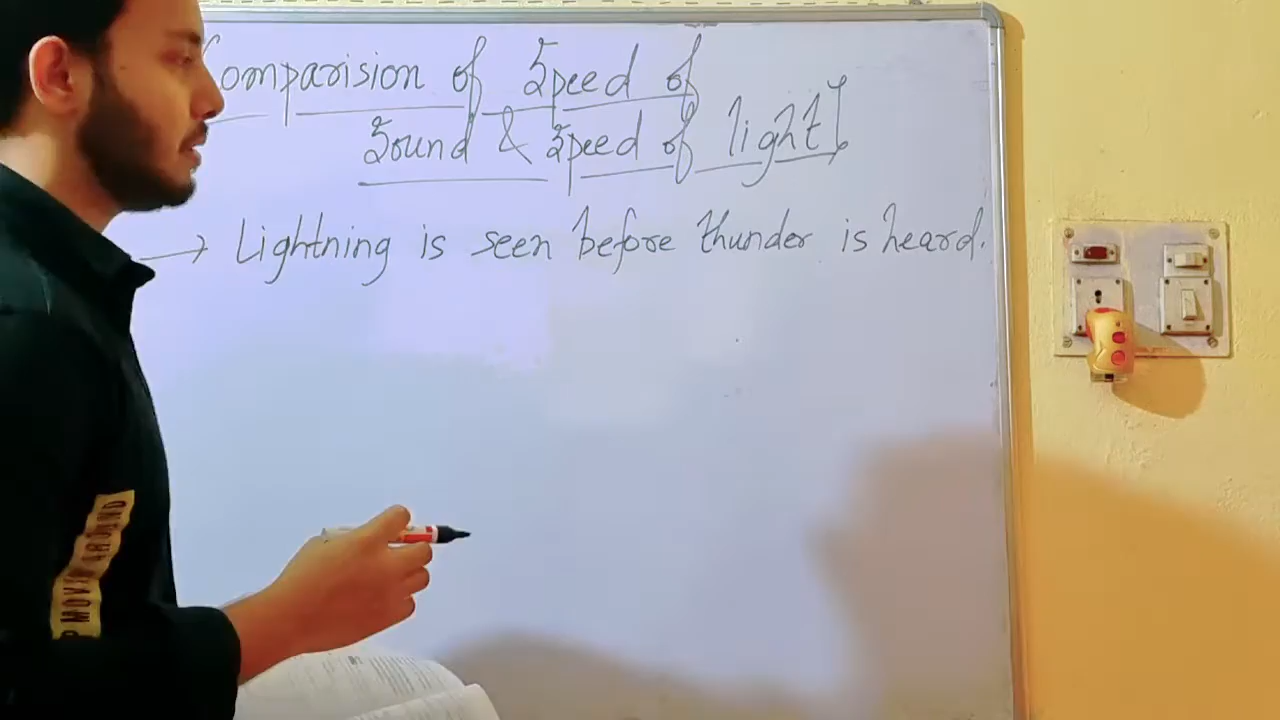 Comparision of Speed of
Sound & Speed of light]
→ Lightning is seen before thunder is heard.